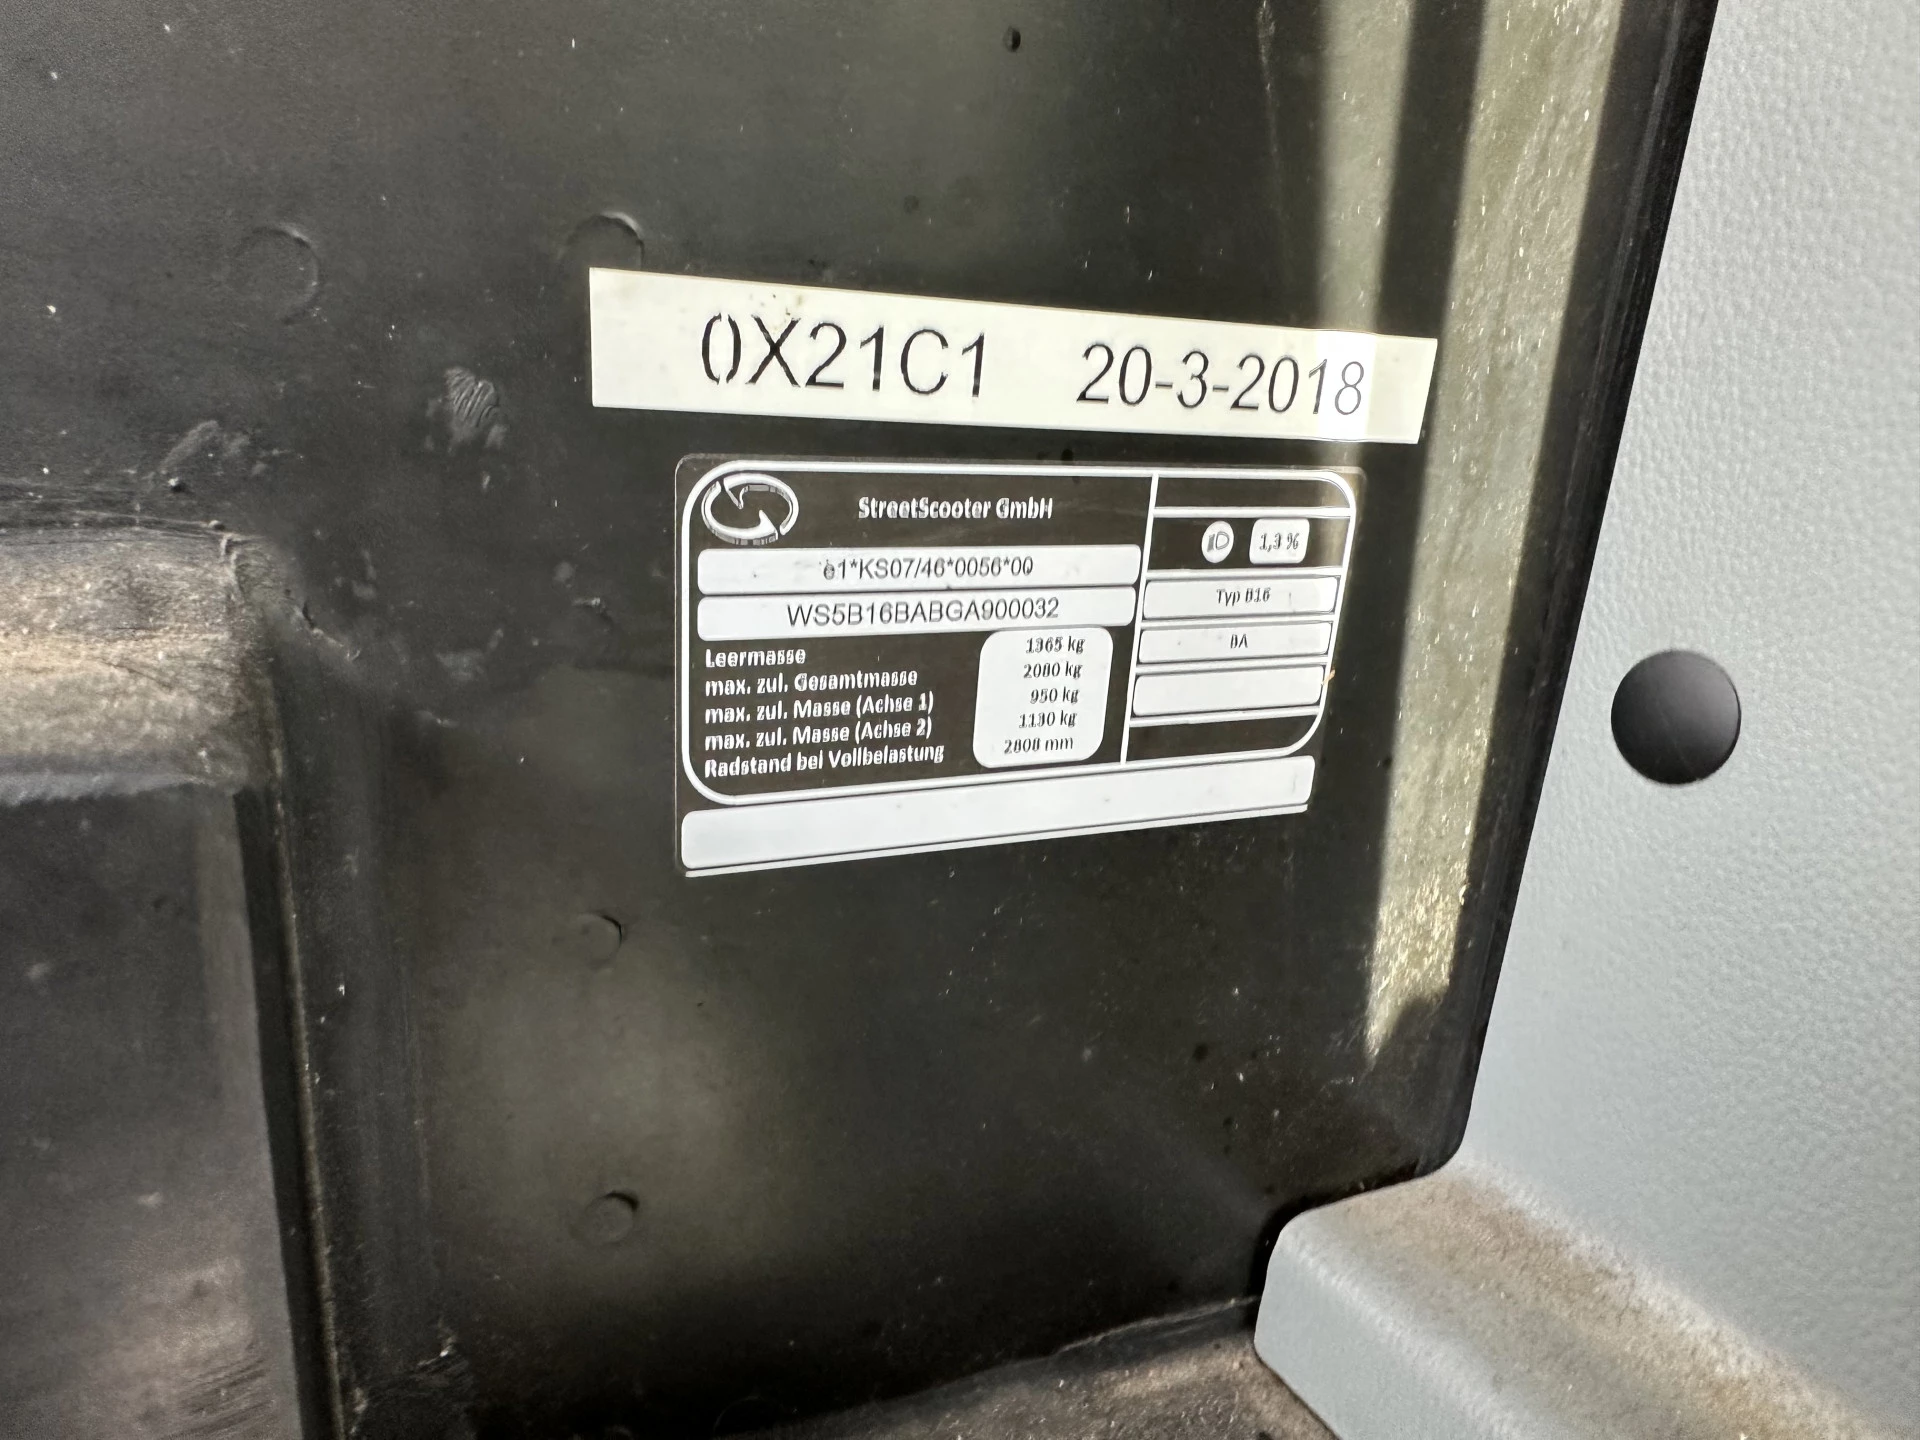 0X21C1 20-3-2018
StreetScooter GmbH
1,3 %
e1*KS07/46*0056*00
WS5B16BABGA900032
Typ B16
BA
Leermasse 1365 kg
max. zul. Gesamtmasse 2080 kg
max. zul. Masse (Achse 1) 950 kg
max. zul. Masse (Achse 2) 1130 kg
Radstand bei Vollbelastung 2808 mm